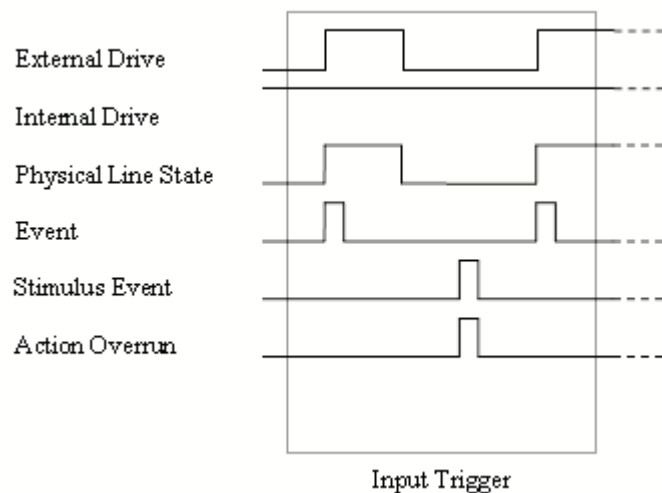 External Drive
Internal Drive
Physical Line State
Event
Stimulus Event
Action Overrun
Input Trigger